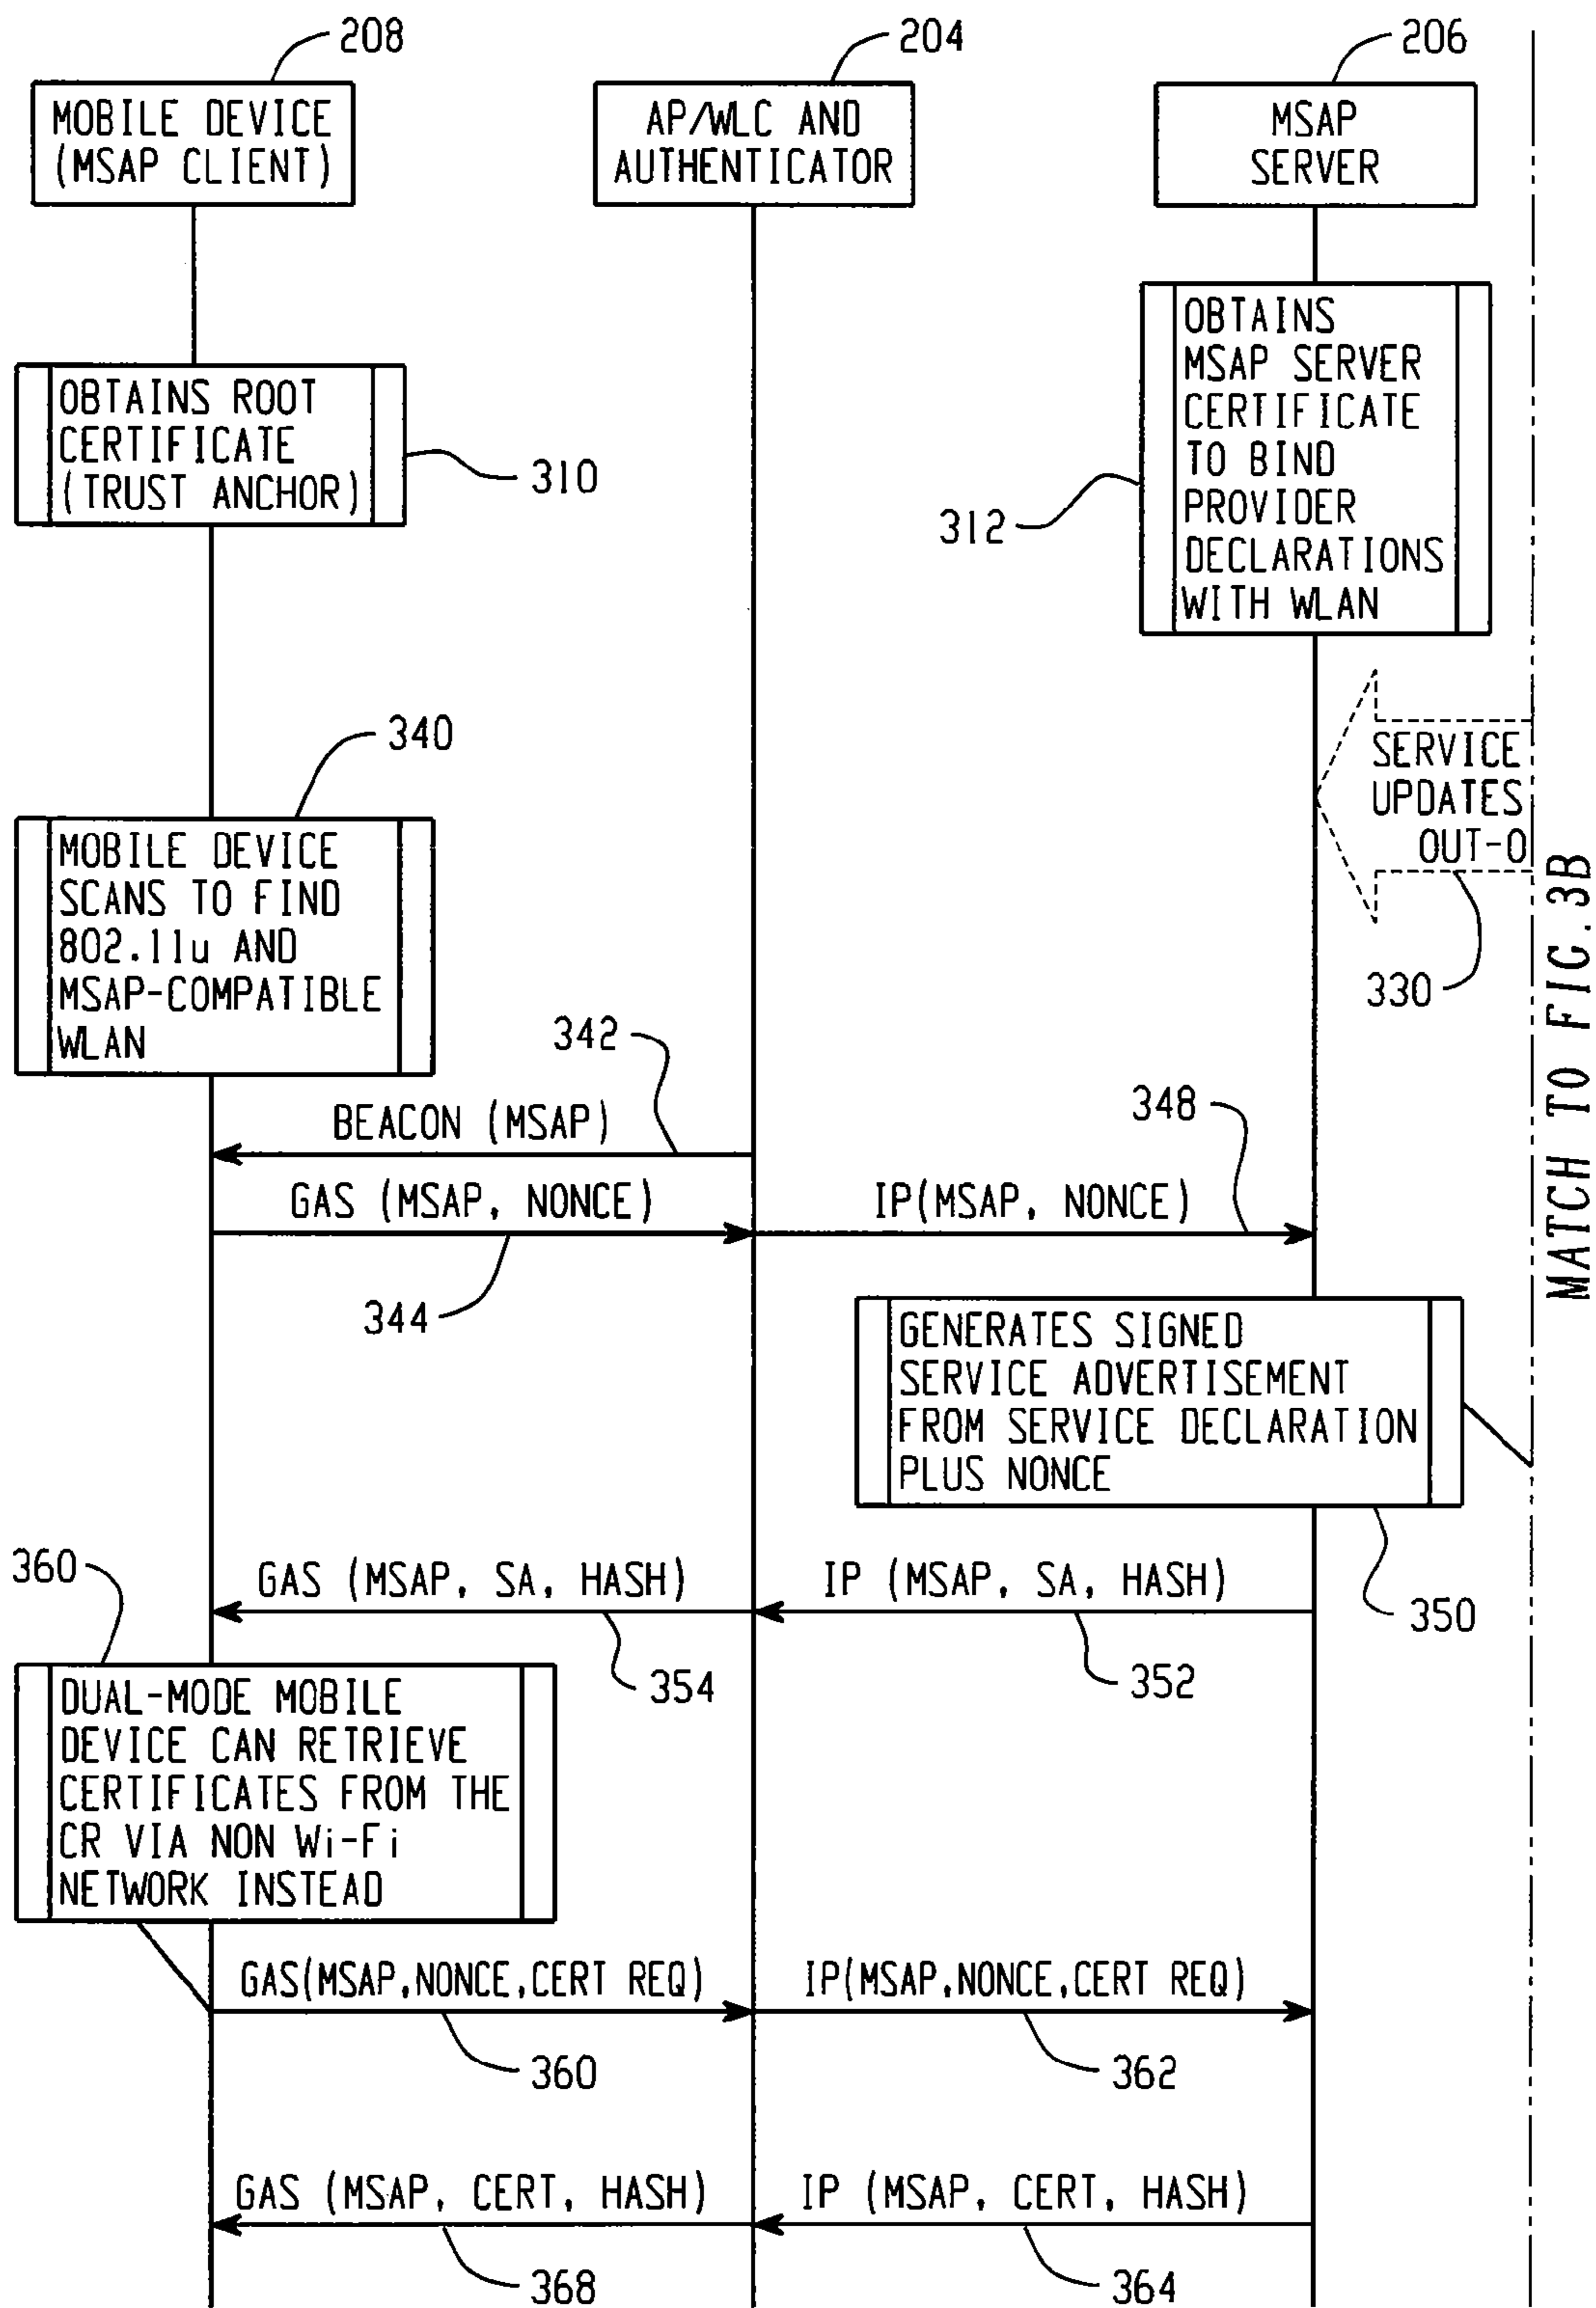 208
204
206
MOBILE DEVICE
(MSAP CLIENT)
AP/WLC AND
AUTHENTICATOR
MSAP
SERVER
OBTAINS ROOT
CERTIFICATE
(TRUST ANCHOR)
310
OBTAINS
MSAP SERVER
CERTIFICATE
TO BIND
PROVIDER
DECLARATIONS
WITH WLAN
312
SERVICE
UPDATES
OUT-O
330
340
MOBILE DEVICE
SCANS TO FIND
802.11u AND
MSAP-COMPATIBLE
WLAN
342
BEACON (MSAP)
348
GAS (MSAP, NONCE)
IP(MSAP, NONCE)
344
GENERATES SIGNED
SERVICE ADVERTISEMENT
FROM SERVICE DECLARATION
PLUS NONCE
350
360
GAS (MSAP, SA, HASH)
IP (MSAP, SA, HASH)
354
352
DUAL-MODE MOBILE
DEVICE CAN RETRIEVE
CERTIFICATES FROM THE
CR VIA NON Wi-Fi
NETWORK INSTEAD
GAS(MSAP,NONCE,CERT REQ)
IP(MSAP,NONCE,CERT REQ)
360
362
GAS (MSAP, CERT, HASH)
IP (MSAP, CERT, HASH)
368
364
MATCH TO FIG.3B